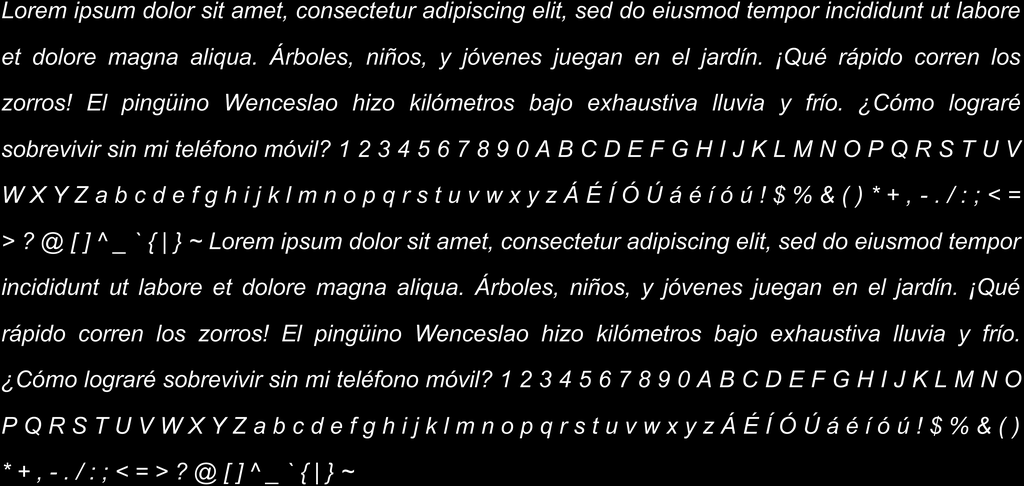 Lorem ipsum dolor sit amet, consectetur adipiscing elit, sed do eiusmod tempor incididunt ut labore
et dolore magna aliqua. Árboles, niños, y jóvenes juegan en el jardín. ¡Qué rápido corren los
zorros! El pingüino Wenceslao hizo kilómetros bajo exhaustiva lluvia y frío. ¿Cómo lograré
sobrevivir sin mi teléfono móvil? 1 2 3 4 5 6 7 8 9 0 A B C D E F G H I J K L M N O P Q R S T U V
W X Y Z a b c d e f g h i j k l m n o p q r s t u v w x y z Á É Í Ó Ú á é í ó ú ! $ % & ( ) * + , - . / : ; < =
> ? @ [ ] ^ _ ` { | } ~ Lorem ipsum dolor sit amet, consectetur adipiscing elit, sed do eiusmod tempor
incididunt ut labore et dolore magna aliqua. Árboles, niños, y jóvenes juegan en el jardín. ¡Qué
rápido corren los zorros! El pingüino Wenceslao hizo kilómetros bajo exhaustiva lluvia y frío.
¿Cómo lograré sobrevivir sin mi teléfono móvil? 1 2 3 4 5 6 7 8 9 0 A B C D E F G H I J K L M N O
P Q R S T U V W X Y Z a b c d e f g h i j k l m n o p q r s t u v w x y z Á É Í Ó Ú á é í ó ú ! $ % & ( )
* + , - . / : ; < = > ? @ [ ] ^ _ ` { | } ~